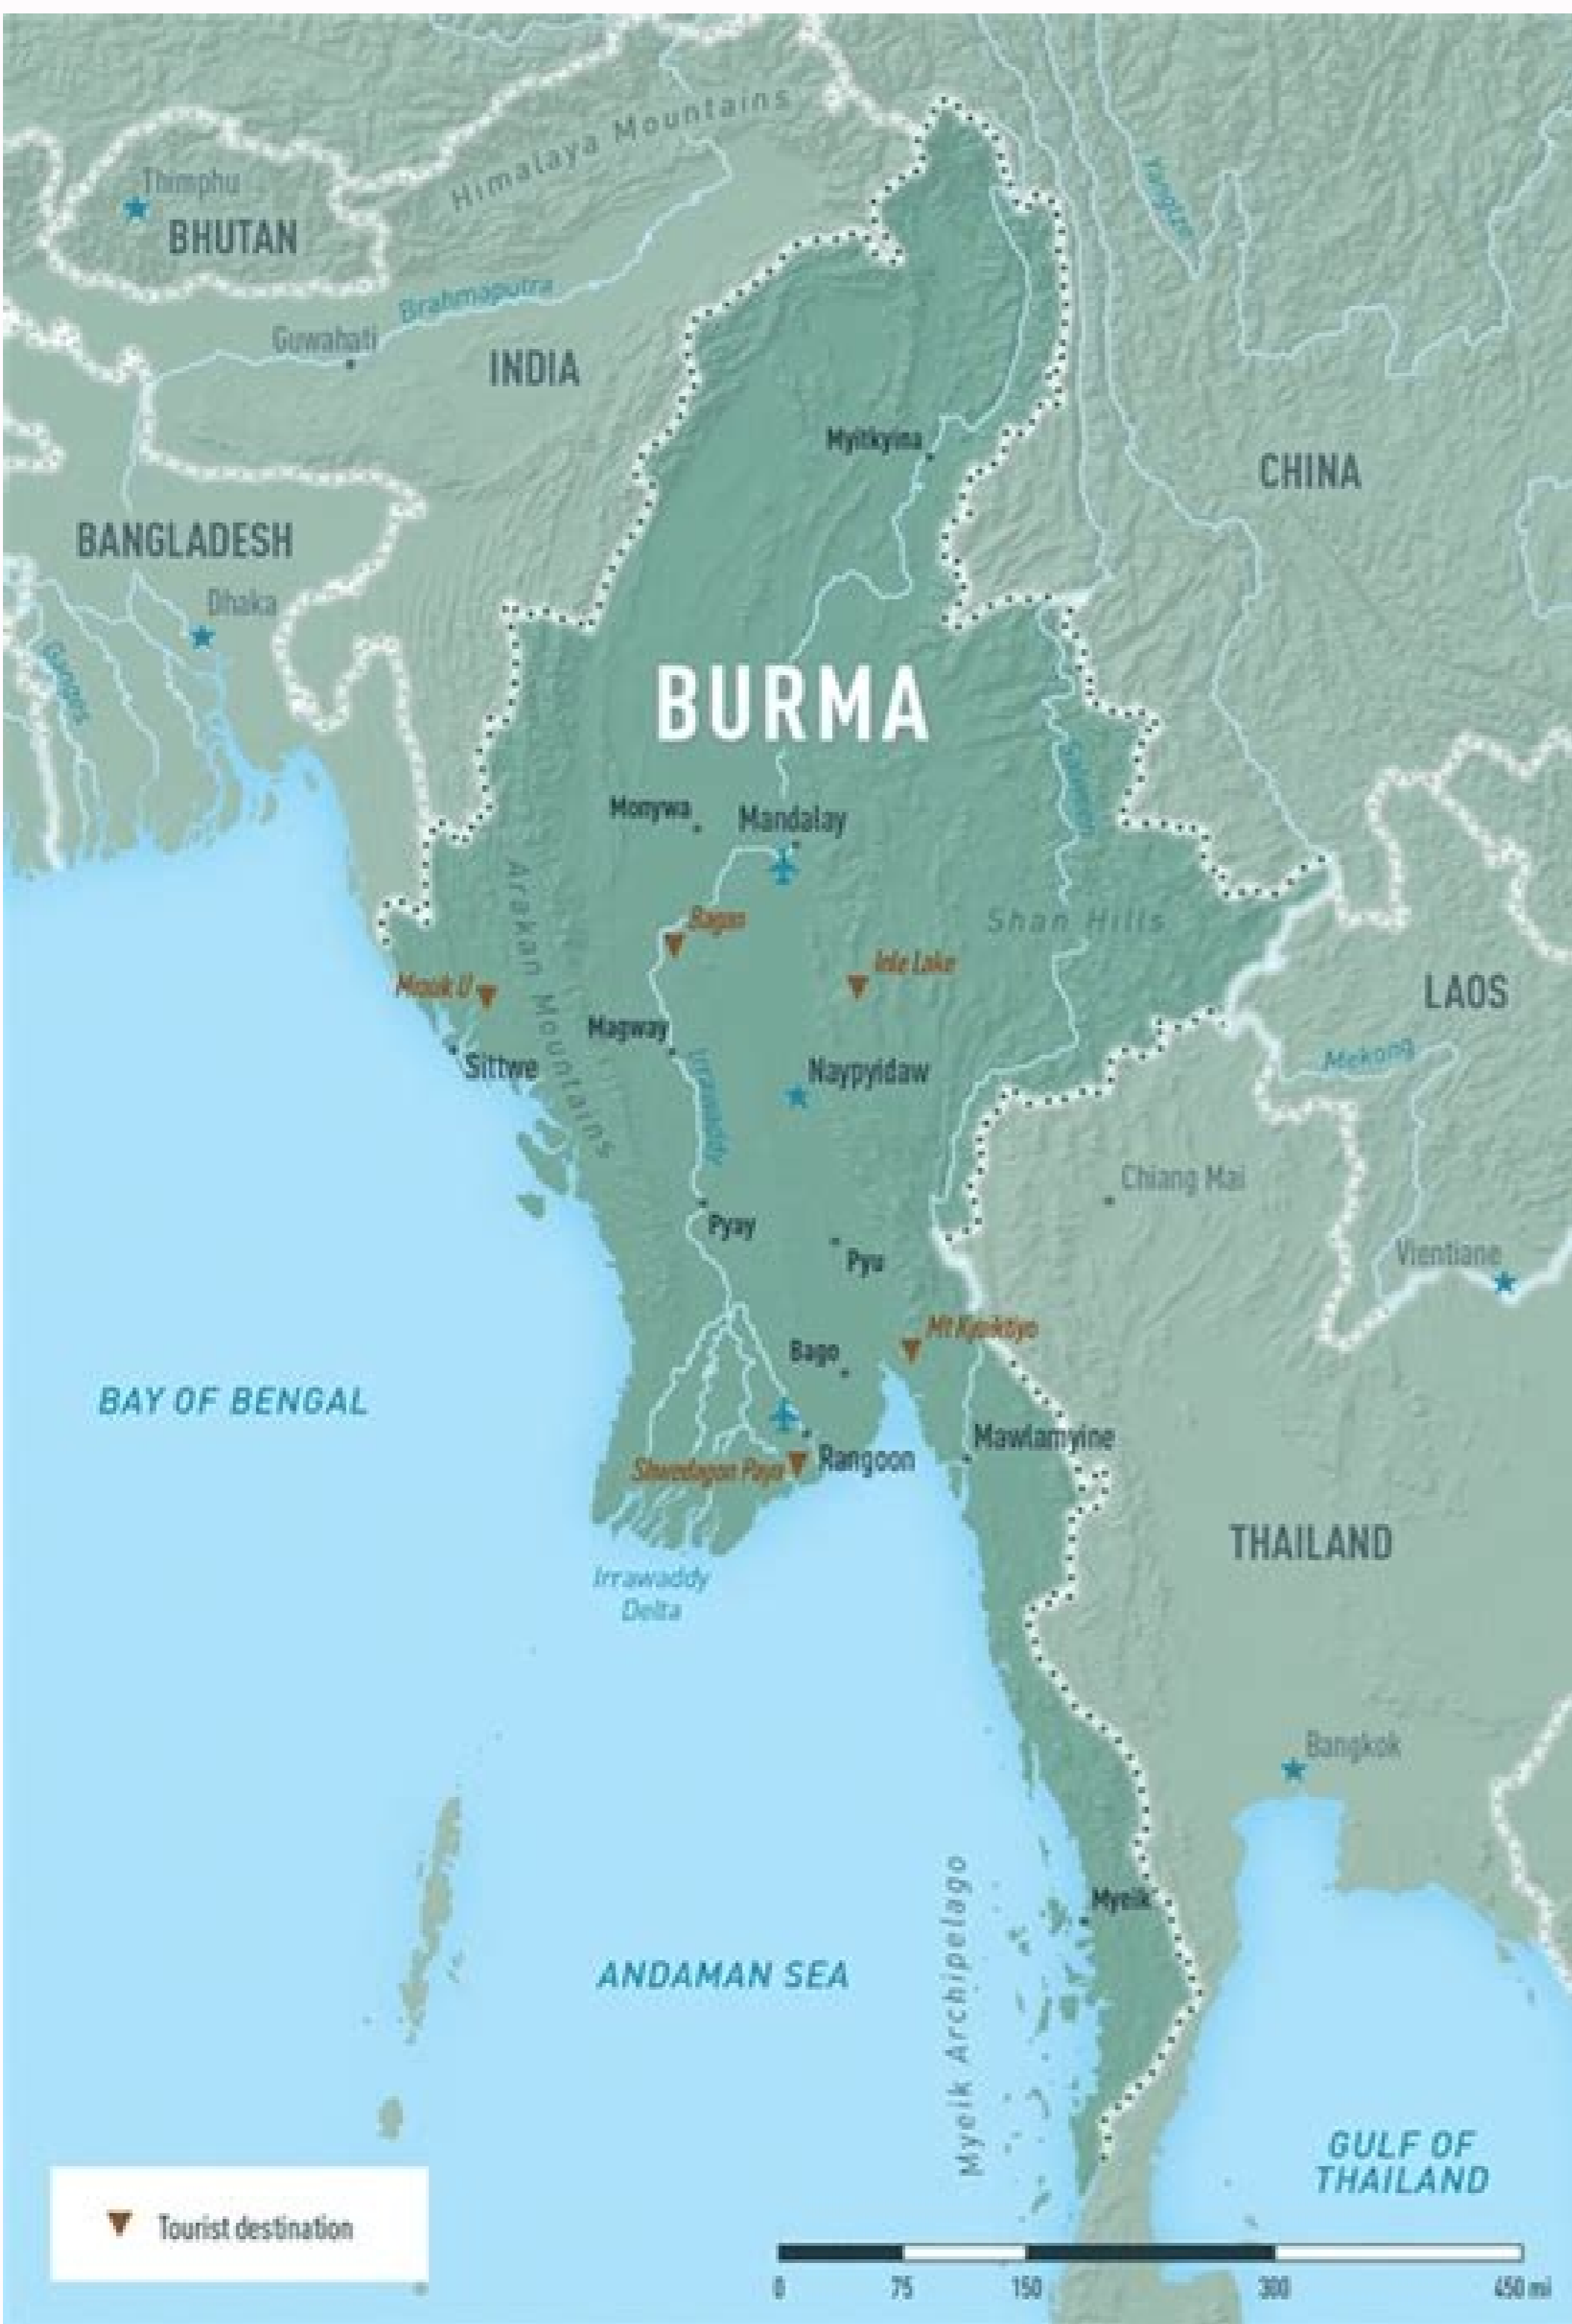 Himalaya Mountains
Thimphu
BHUTAN
Yangtze
Brahmaputra
Guwahati
INDIA
Myitkyina
CHINA
BANGLADESH
Dhaka
Ganges
BURMA
Salween
Monywa
Mandalay
Arakan Mountains
Bagan
Shan Hills
Inle Lake
Mrauk U
LAOS
Magway
Sittwe
Irrawaddy
Naypyidaw
Mekong
Chiang Mai
Pyay
Pyu
Vientiane
Mt Kyaiktiyo
Bago
BAY OF BENGAL
Mawlamyine
Shwedagon Paya
Rangoon
THAILAND
Irrawaddy
Delta
Bangkok
Myeik
Myeik Archipelago
ANDAMAN SEA
GULF OF
THAILAND
Tourist destination
0 75 150 300 450 mi